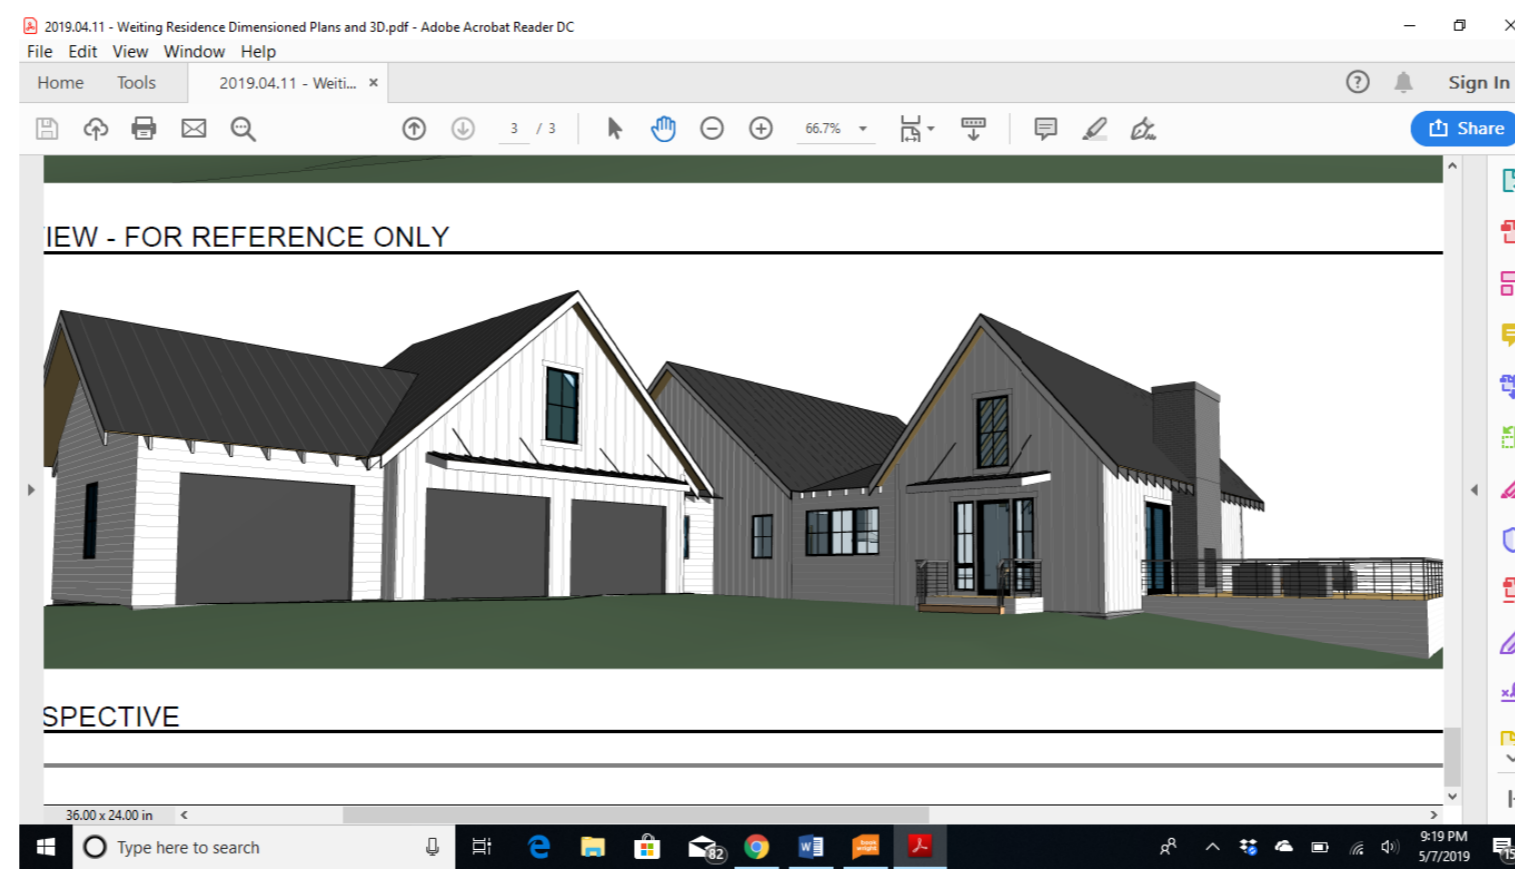 2019.04.11 - Weiting Residence Dimensioned Plans and 3D.pdf - Adobe Acrobat Reader DC
File Edit View Window Help
Home Tools 2019.04.11 - Weiti... × Sign In
3 / 3 66.7% Share
IEW - FOR REFERENCE ONLY
SPECTIVE
36.00 x 24.00 in
Type here to search
82
9:19 PM
5/7/2019
15